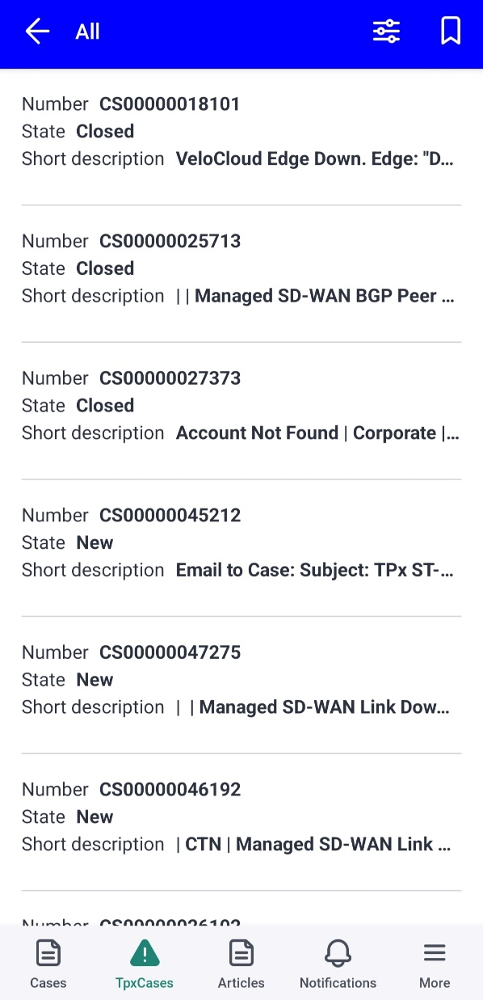 All
Number CS00000018101
State Closed
Short description VeloCloud Edge Down. Edge: "D...
Number CS00000025713
State Closed
Short description | | Managed SD-WAN BGP Peer ...
Number CS00000027373
State Closed
Short description Account Not Found | Corporate |...
Number CS00000045212
State New
Short description Email to Case: Subject: TPx ST-...
Number CS00000047275
State New
Short description | | Managed SD-WAN Link Dow...
Number CS00000046192
State New
Short description | CTN | Managed SD-WAN Link ...
Number
Cases TpxCases Articles Notifications More